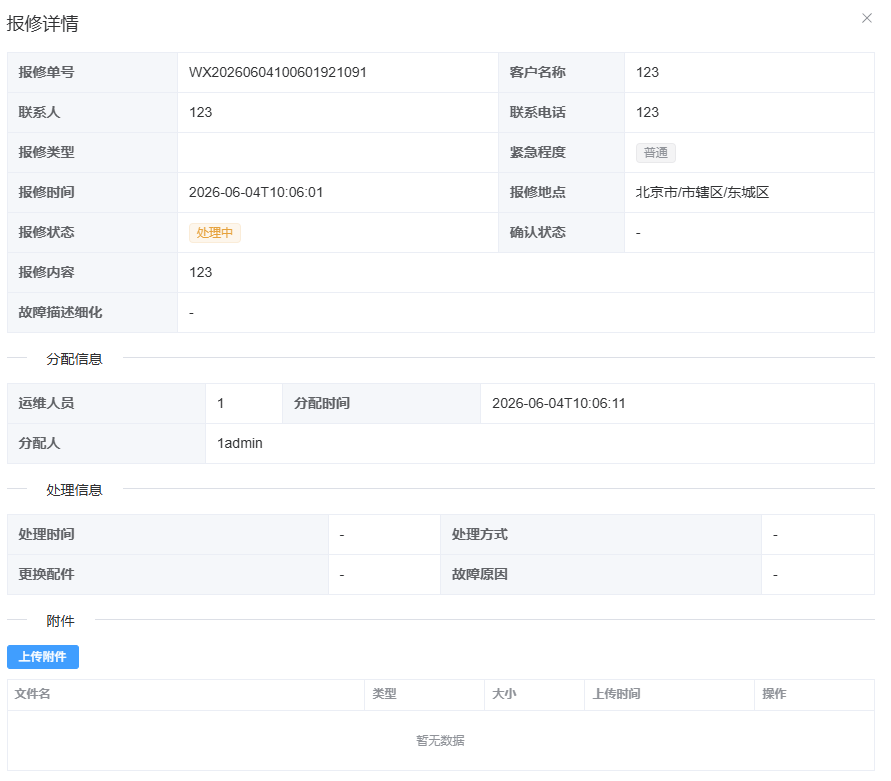 报修详情
报修单号 WX20260604100601921091 客户名称 123
联系人 123 联系电话 123
报修类型 紧急程度 普通
报修时间 2026-06-04T10:06:01 报修地点 北京市/市辖区/东城区
报修状态 处理中 确认状态 -
报修内容 123
故障描述细化 -
分配信息
运维人员 1 分配时间 2026-06-04T10:06:11
分配人 1admin
处理信息
处理时间 - 处理方式 -
更换配件 - 故障原因 -
附件
上传附件
文件名 类型 大小 上传时间 操作
暂无数据